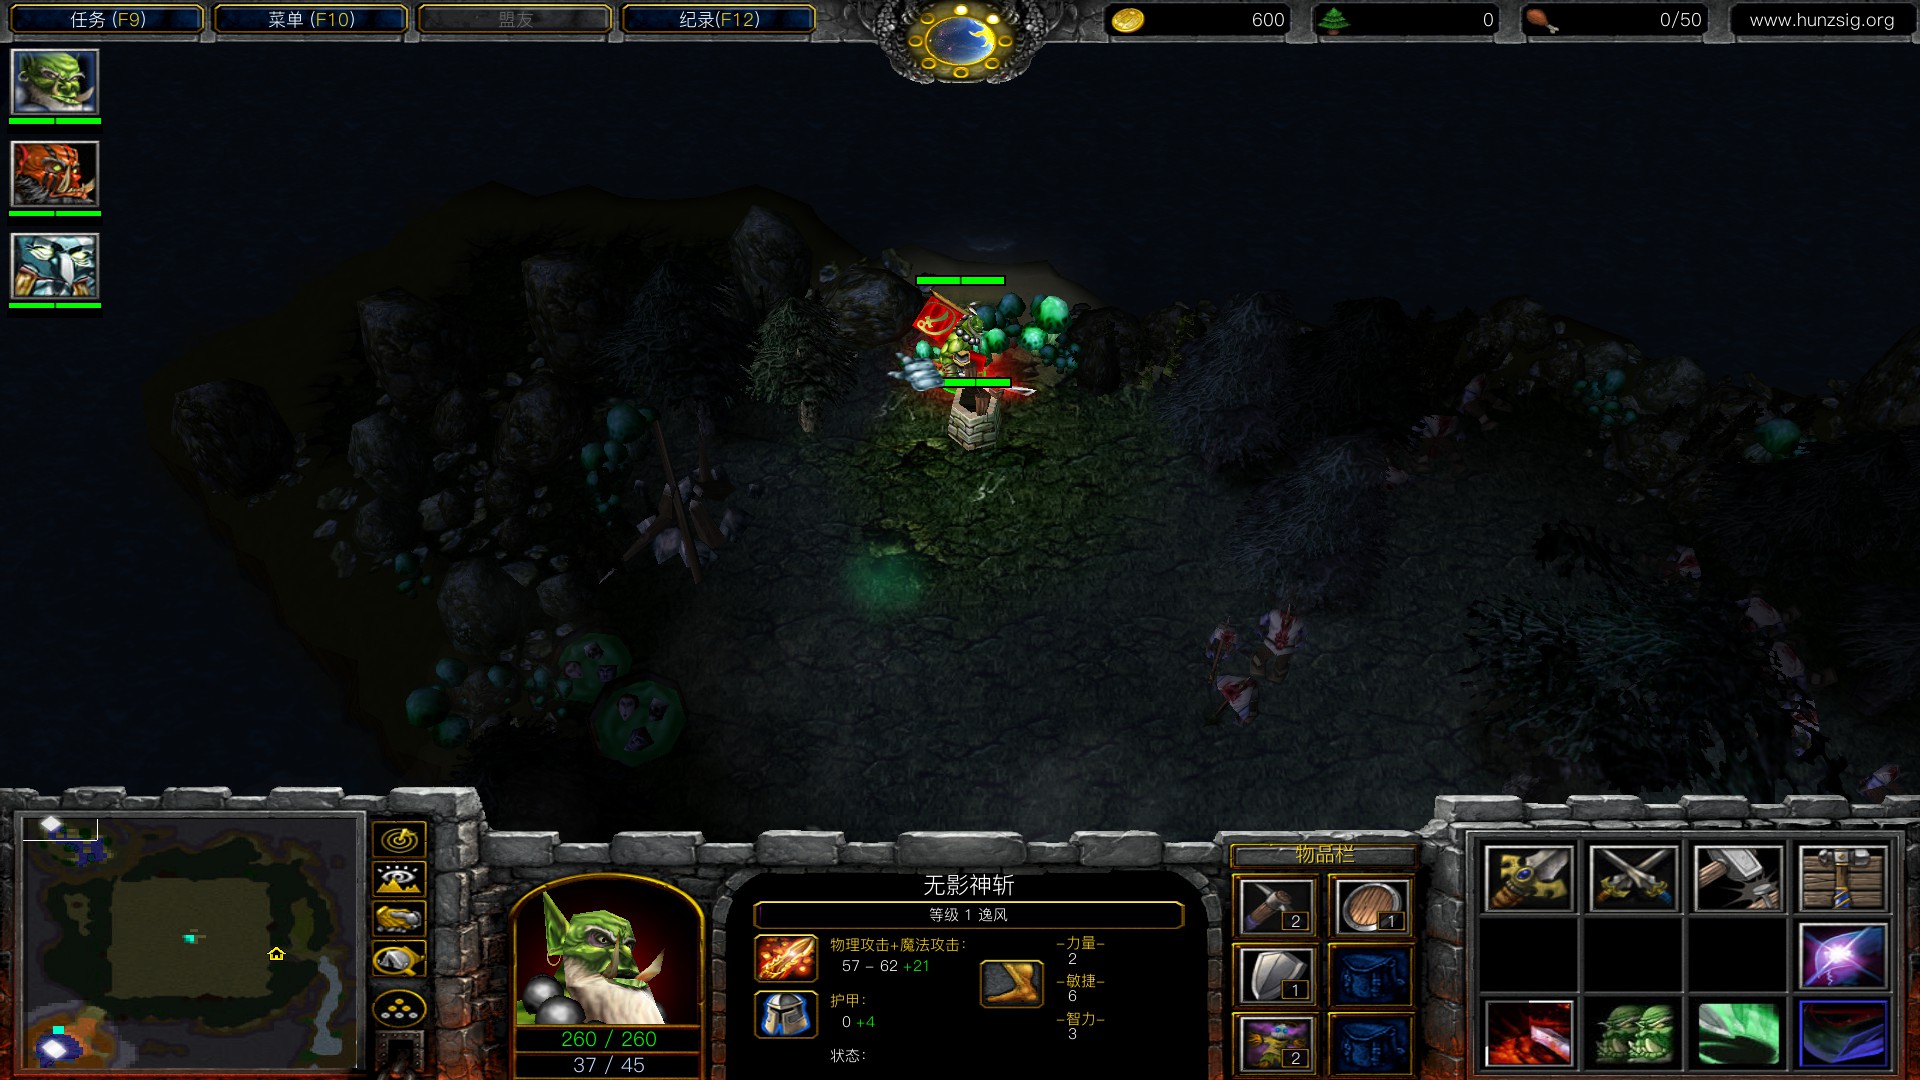 任务 (F9)
菜单 (F10)
盟友
纪录(F12)
600
0
0/50
www.hunzsig.org
无影神斩
等级 1 逸风
物理攻击+魔法攻击:
57 - 62 +21
护甲:
0 +4
状态:
-力量-
2
-敏捷-
6
-智力-
3
260 / 260
37 / 45
物品栏
2
1
1
2